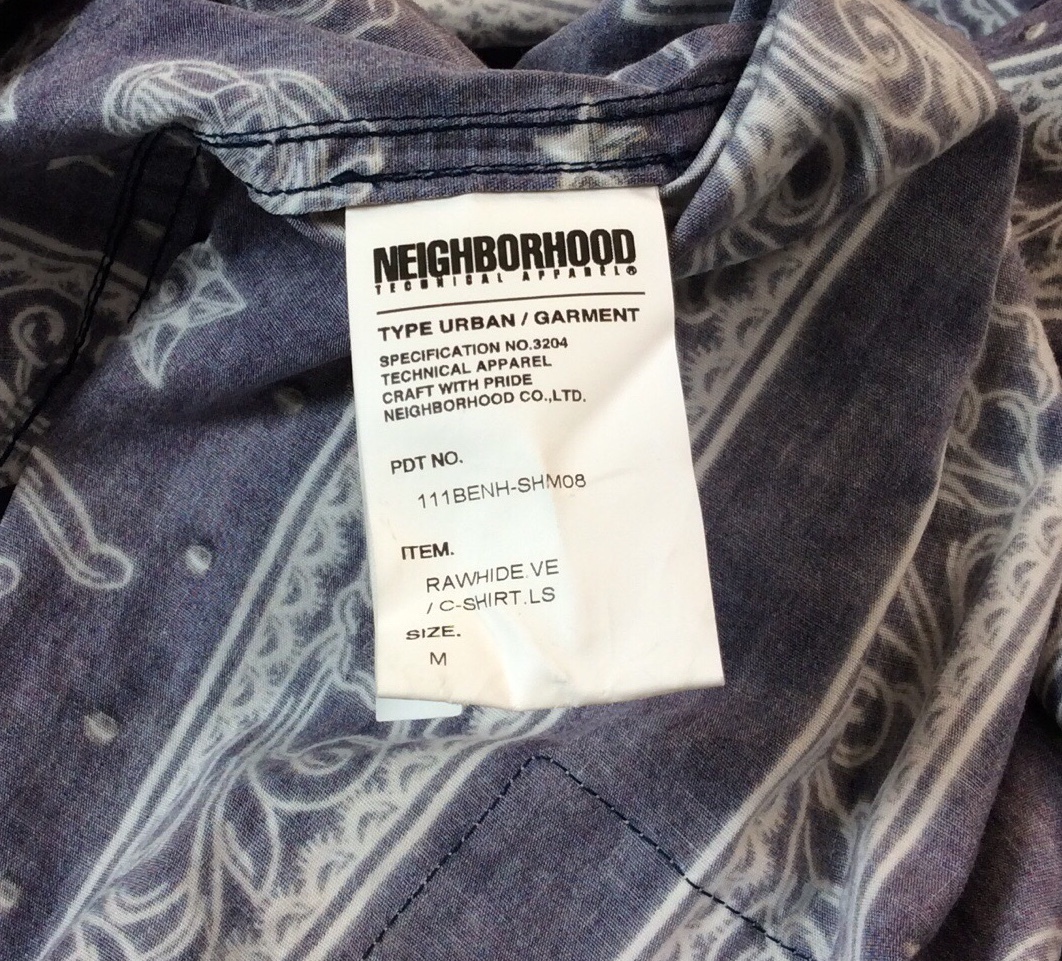 NEIGHBORHOOD
TECHNICAL APPAREL®
TYPE URBAN / GARMENT
SPECIFICATION NO.3204
TECHNICAL APPAREL
CRAFT WITH PRIDE
NEIGHBORHOOD CO.,LTD.
PDT NO.
111BENH-SHM08
ITEM.
RAWHIDE.VE
/ C-SHIRT.LS
SIZE.
M